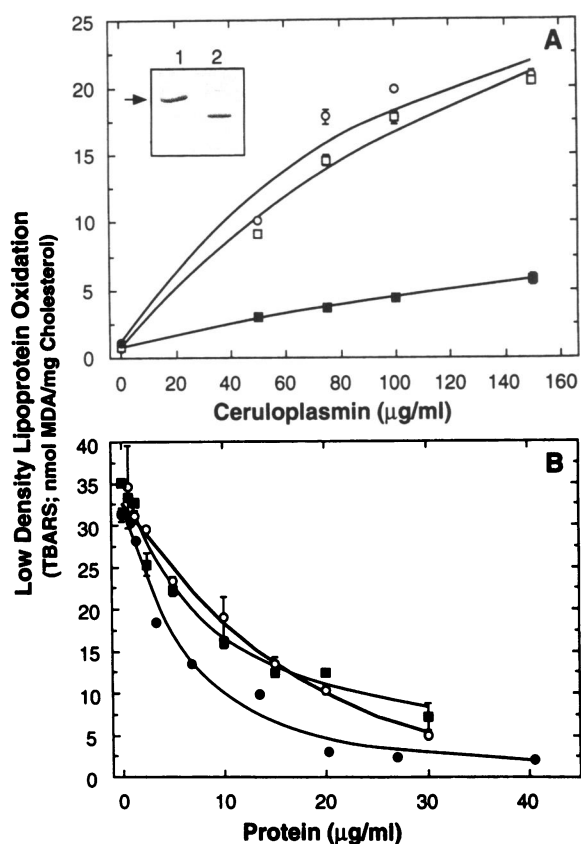 A
1 2
25
20
15
10
5
0
0 20 40 60 80 100 120 140 160
Ceruloplasmin (μg/ml)
Low Density Lipoprotein Oxidation
(TBARS; nmol MDA/mg Cholesterol)
B
40
35
30
25
20
15
10
5
0
0 10 20 30 40
Protein (μg/ml)